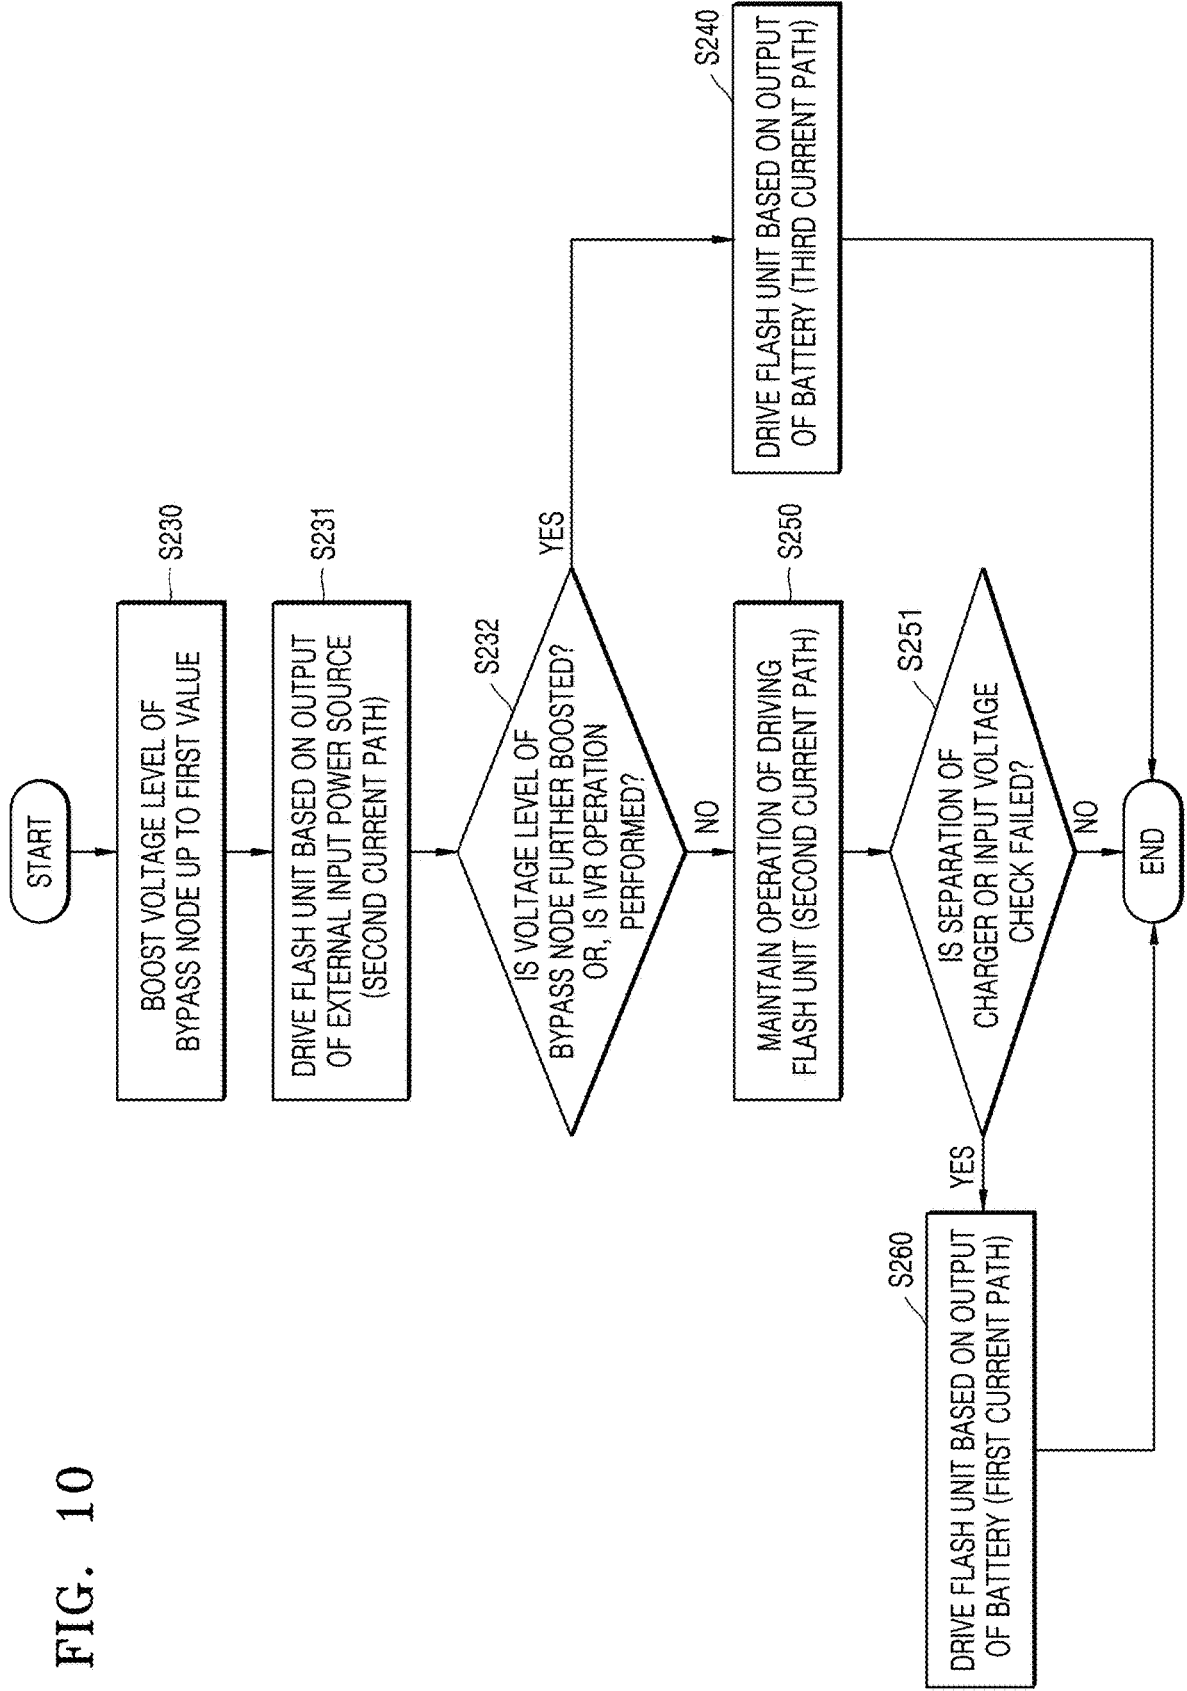 FIG. 10
START
S230
BOOST VOLTAGE LEVEL OF
BYPASS NODE UP TO FIRST VALUE
S231
DRIVE FLASH UNIT BASED ON OUTPUT
OF EXTERNAL INPUT POWER SOURCE
(SECOND CURRENT PATH)
S232
IS VOLTAGE LEVEL OF
BYPASS NODE FURTHER BOOSTED?
OR, IS IVR OPERATION
PERFORMED?
YES
NO
S240
DRIVE FLASH UNIT BASED ON OUTPUT
OF BATTERY (THIRD CURRENT PATH)
S250
MAINTAIN OPERATION OF DRIVING
FLASH UNIT (SECOND CURRENT PATH)
S251
IS SEPARATION OF
CHARGER OR INPUT VOLTAGE
CHECK FAILED?
YES
NO
S260
DRIVE FLASH UNIT BASED ON OUTPUT
OF BATTERY (FIRST CURRENT PATH)
END